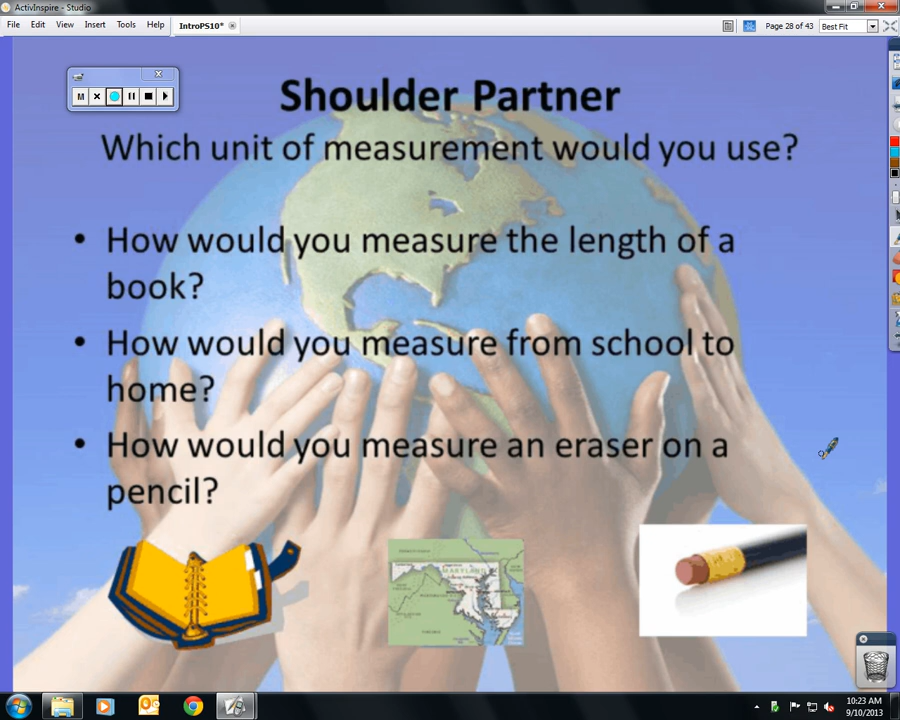 ActivInspire - Studio
File Edit View Insert Tools Help IntroPS10* Page 28 of 43 Best Fit
M
Shoulder Partner
Which unit of measurement would you use?
• How would you measure the length of a
book?
• How would you measure from school to
home?
• How would you measure an eraser on a
pencil?
MARYLAND
10:23 AM
9/10/2013